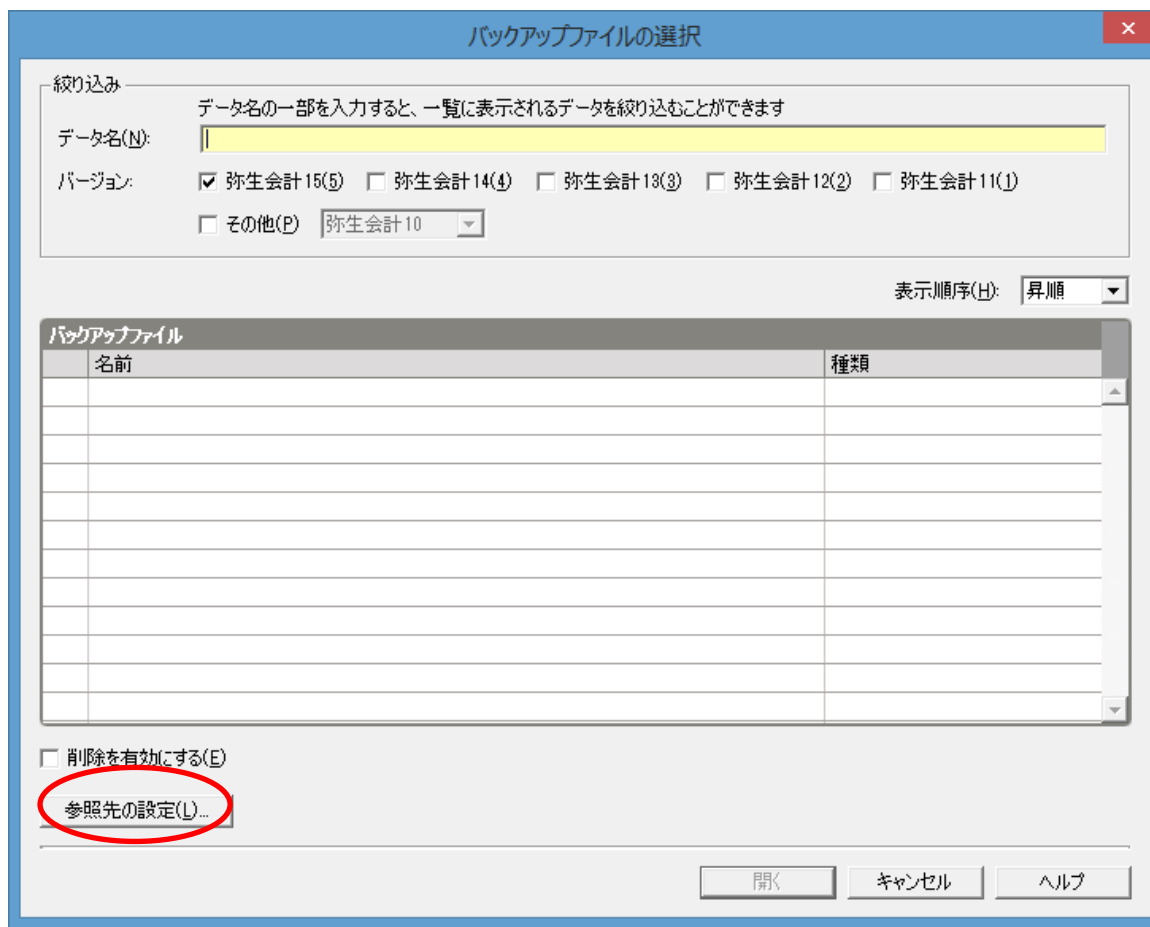 バックアップファイルの選択
絞り込み
データ名の一部を入力すると、一覧に表示されるデータを絞り込むことができます
データ名(N):
バージョン: 弥生会計15(5) 弥生会計14(4) 弥生会計13(3) 弥生会計12(2) 弥生会計11(1)
その他(P) 弥生会計10
表示順序(H): 昇順
バックアップファイル
名前 種類
削除を有効にする(E)
参照先の設定(L)...
開く キャンセル ヘルプ